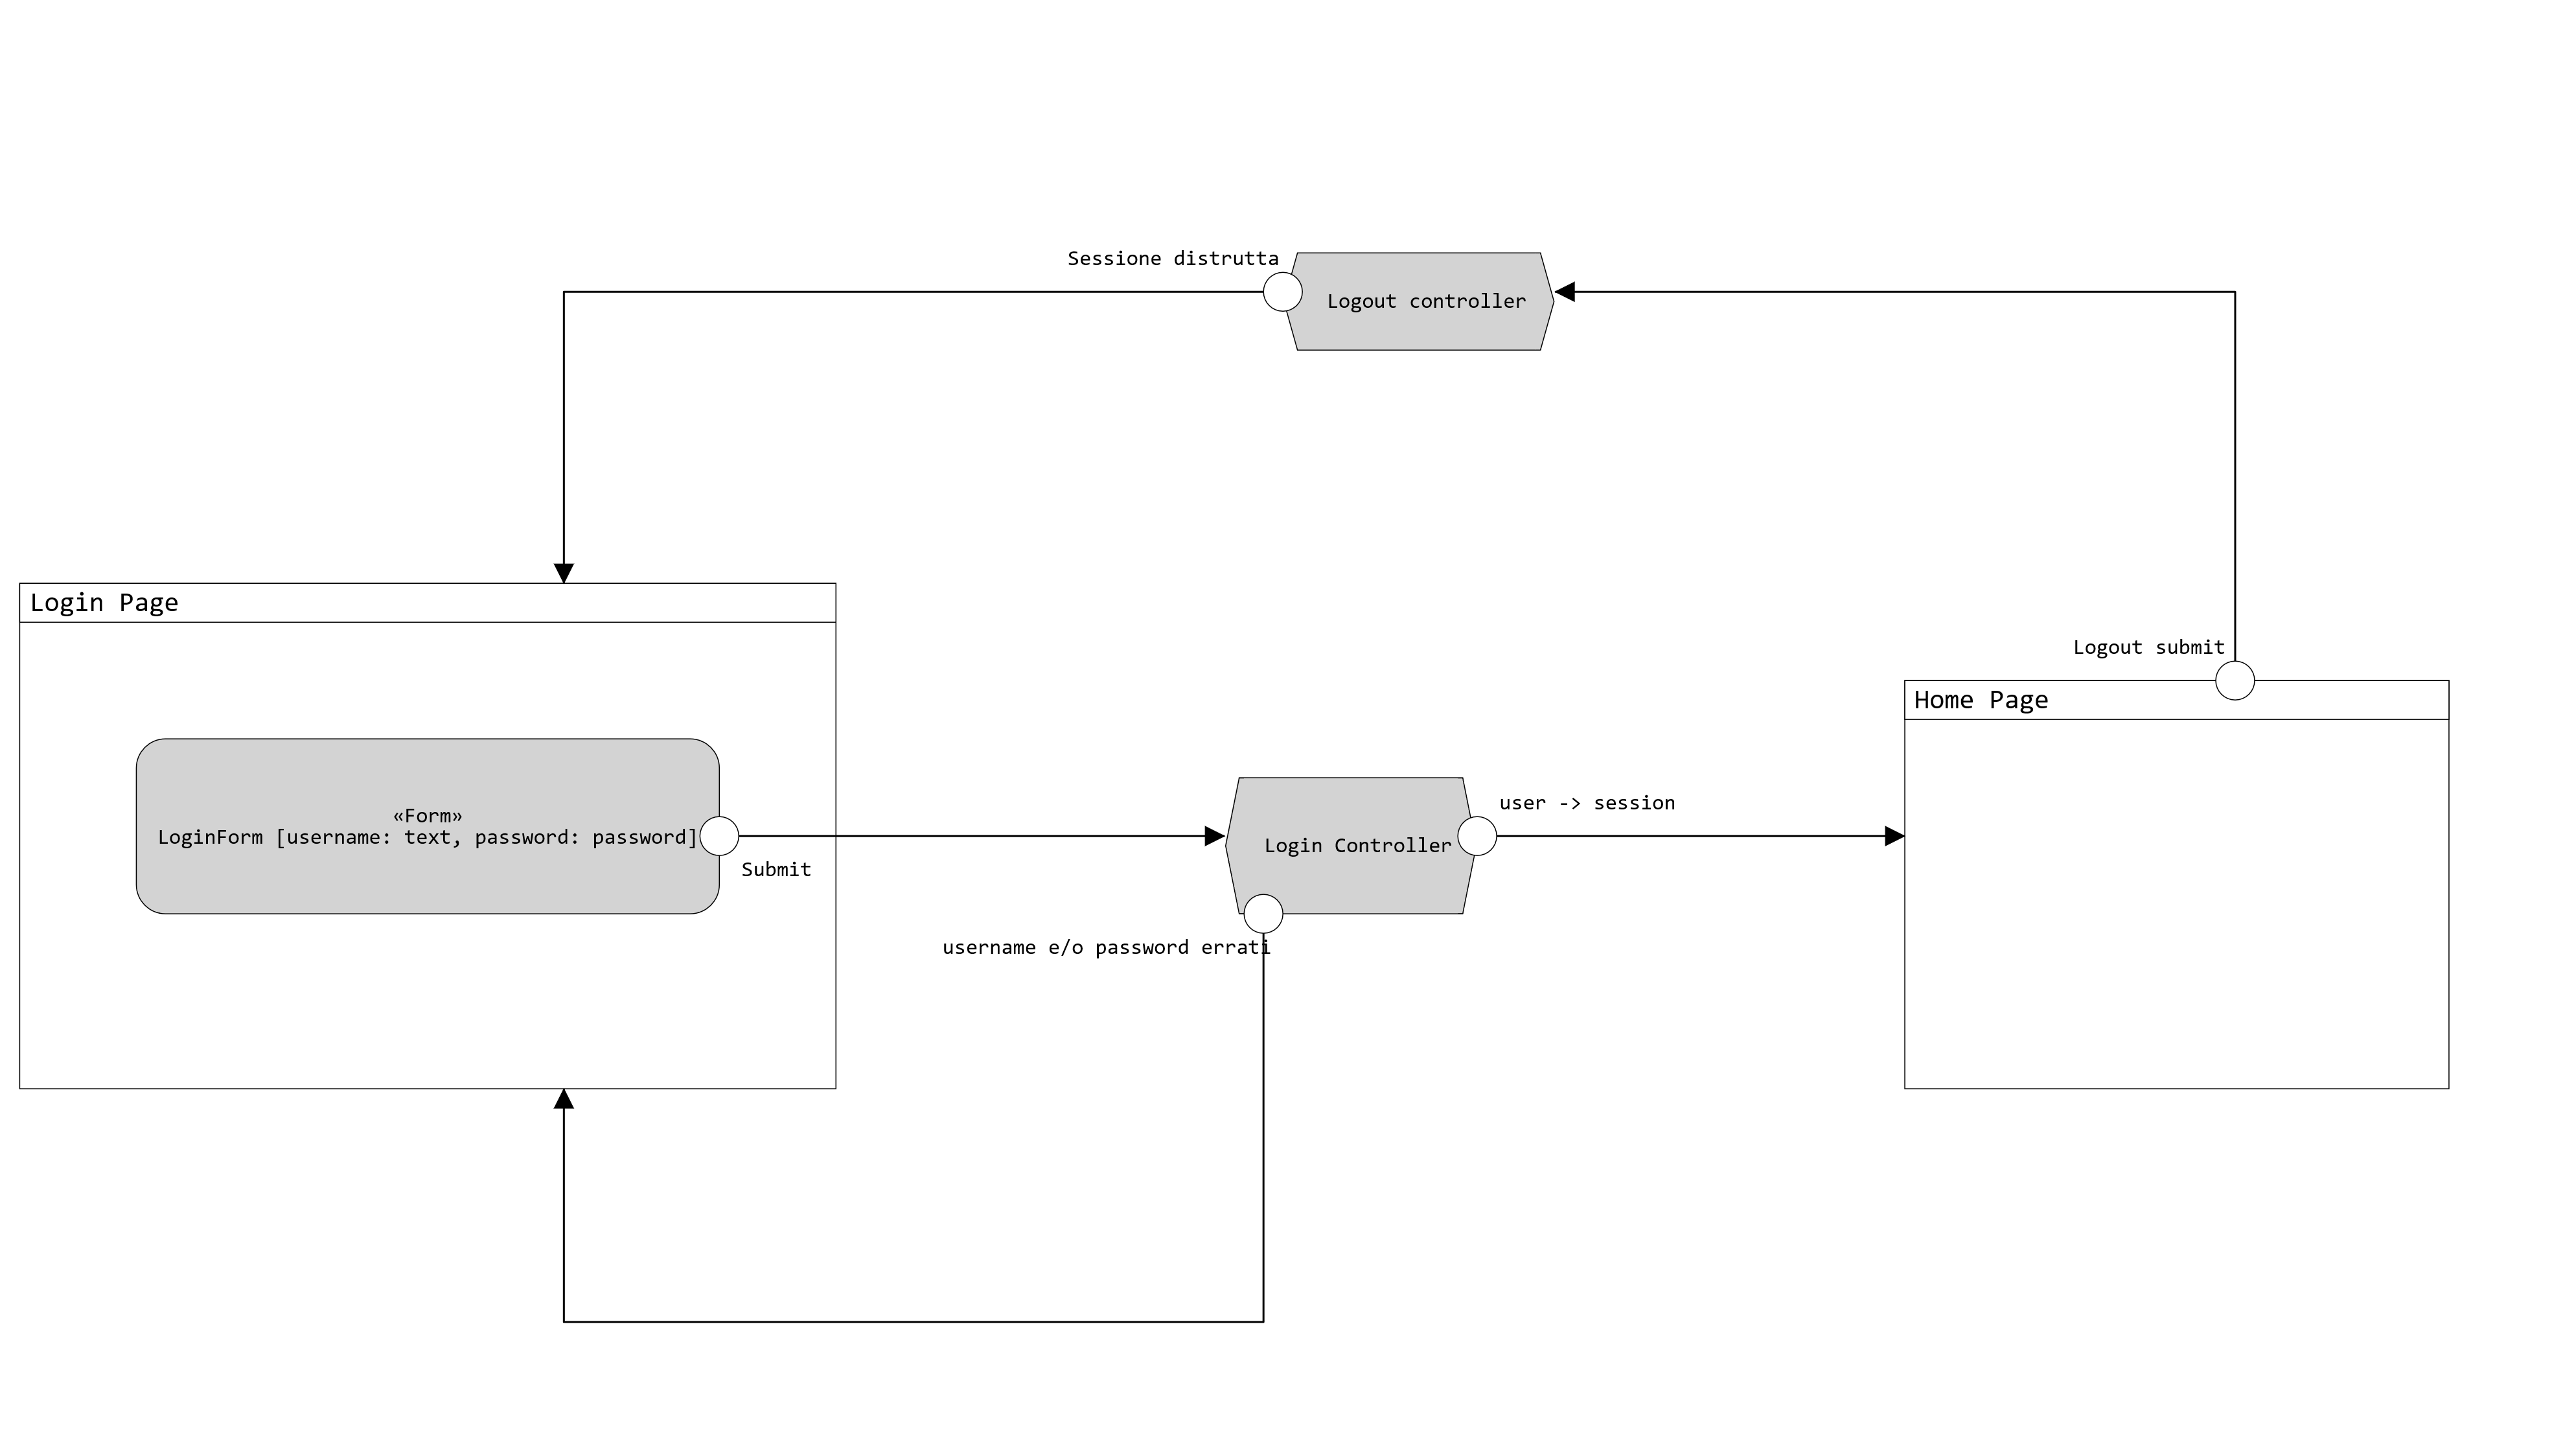 Sessione distrutta
Logout controller
Login Page
Logout submit
Home Page
«Form»
LoginForm [username: text, password: password]
Submit
Login Controller
user -> session
username e/o password errati